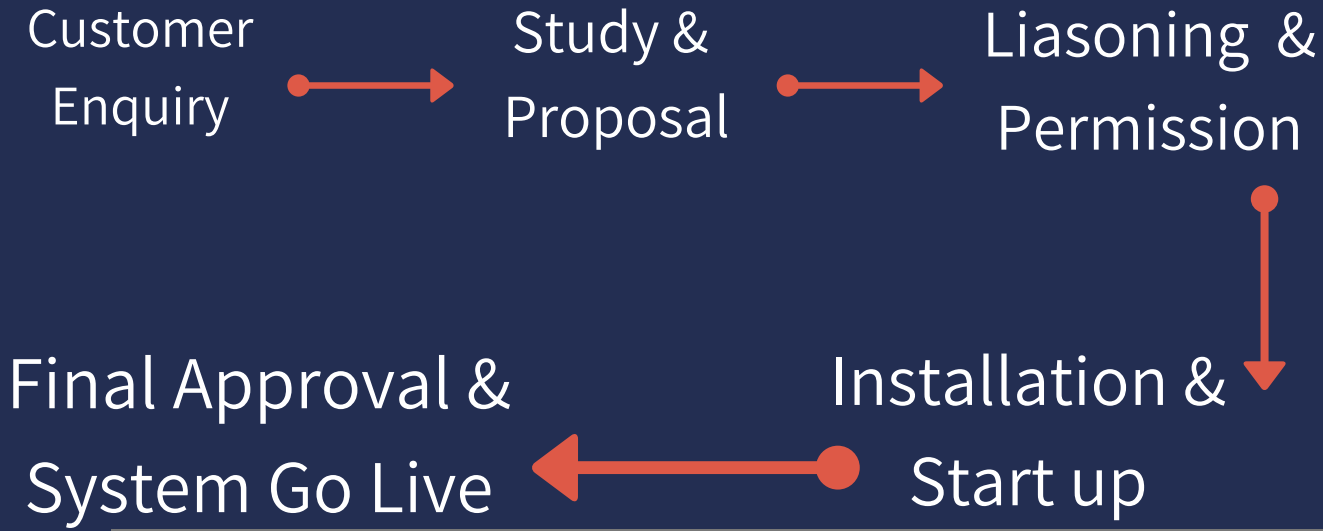 Customer
Enquiry
Study &
Proposal
Liasoning &
Permission
Installation &
Start up
Final Approval &
System Go Live